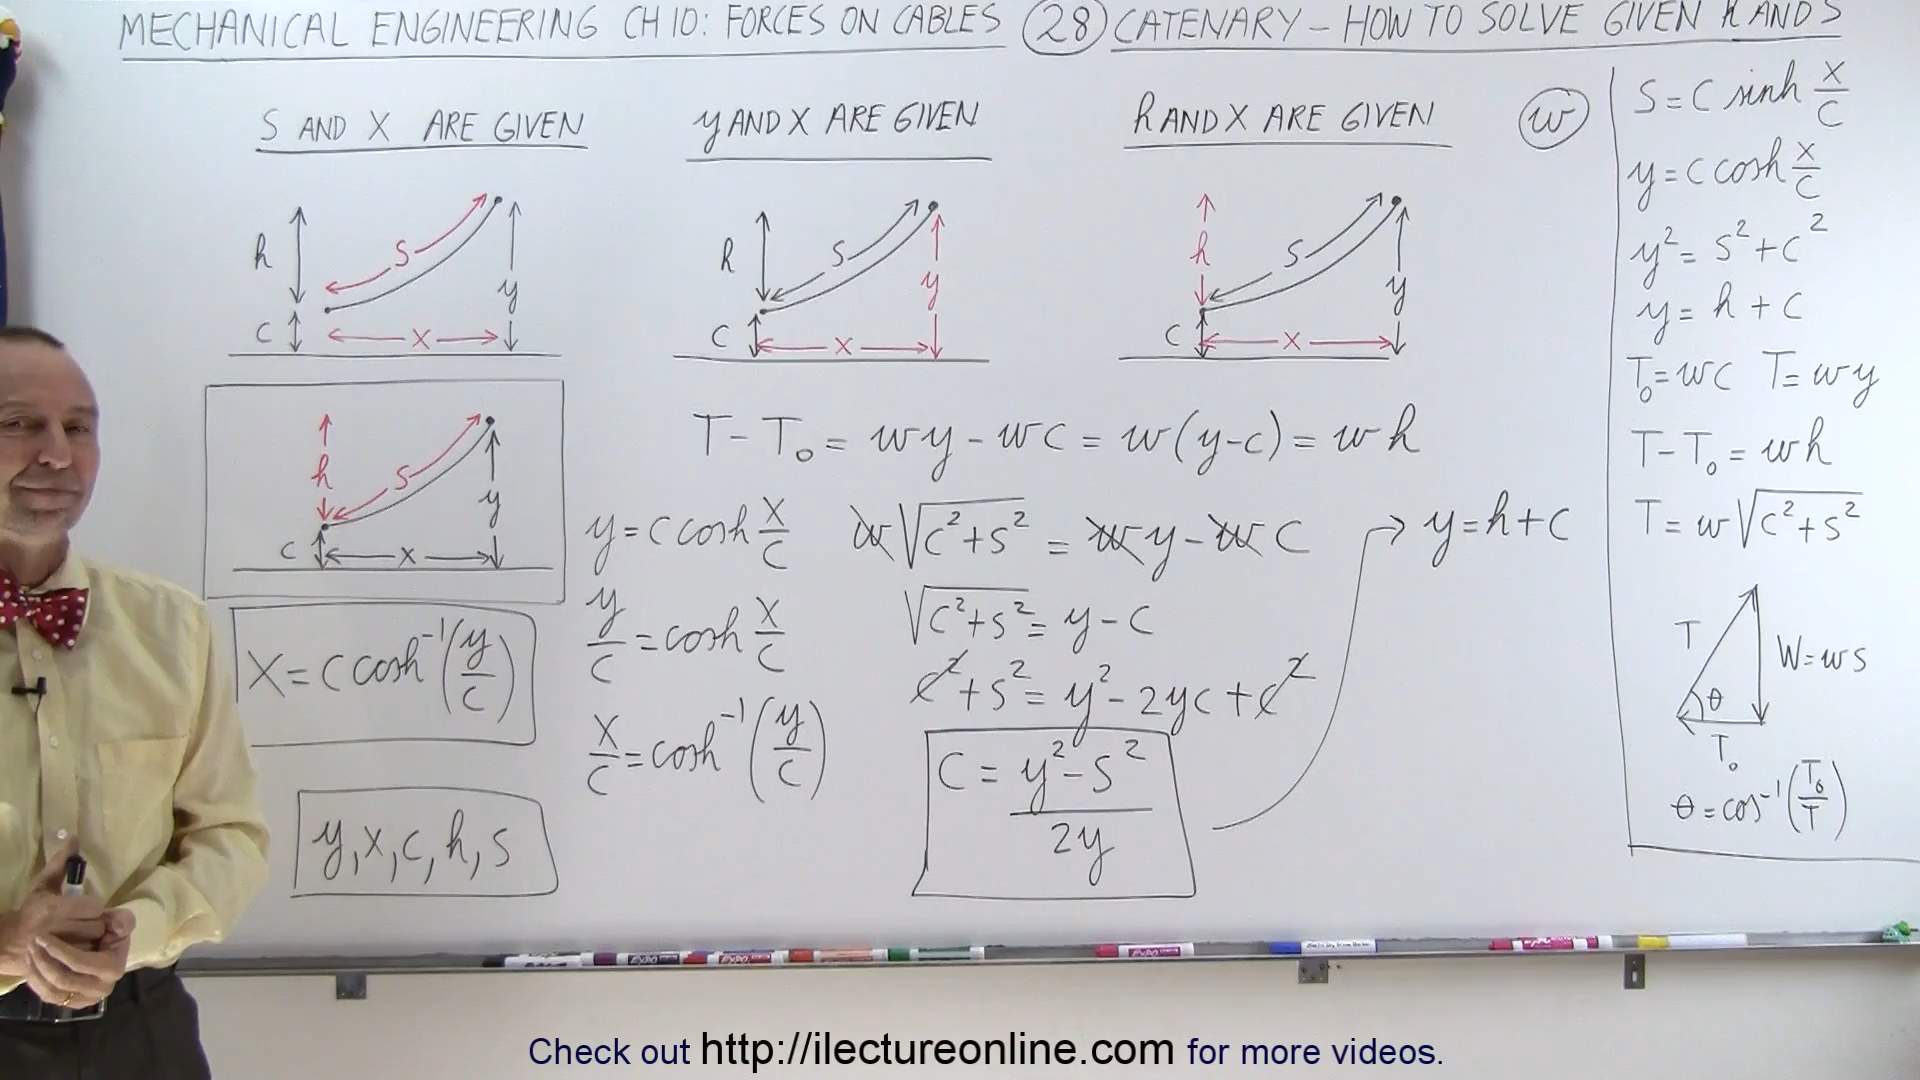 MECHANICAL ENGINEERING CH 10: FORCES ON CABLES (28) CATENARY – HOW TO SOLVE GIVEN h AND S
S AND X ARE GIVEN
h
S
y
C
X
y AND X ARE GIVEN
h
S
y
C
X
h AND X ARE GIVEN
h
S
y
C
X
w
h
S
y
C
X
X = C cosh⁻¹(y/C)
y, x, c, h, s
T - T₀ = wy - wc = w(y-c) = wh
y = C cosh X/C
y/C = cosh X/C
X/C = cosh⁻¹(y/C)
w√(C²+S²) = wy - wC
√(C²+S²) = y - C
C²+S² = y² - 2yc + C²
C = (y²-S²)/2y
→ y = h + C
S = C sinh X/C
y = C cosh X/C
y² = S² + C²
y = h + C
T₀ = wc T = wy
T - T₀ = wh
T = w√(C²+S²)
T
W = ws
θ
T₀
θ = cos⁻¹(T₀/T)
EXPO
EXPO
Check out http://ilectureonline.com for more videos.